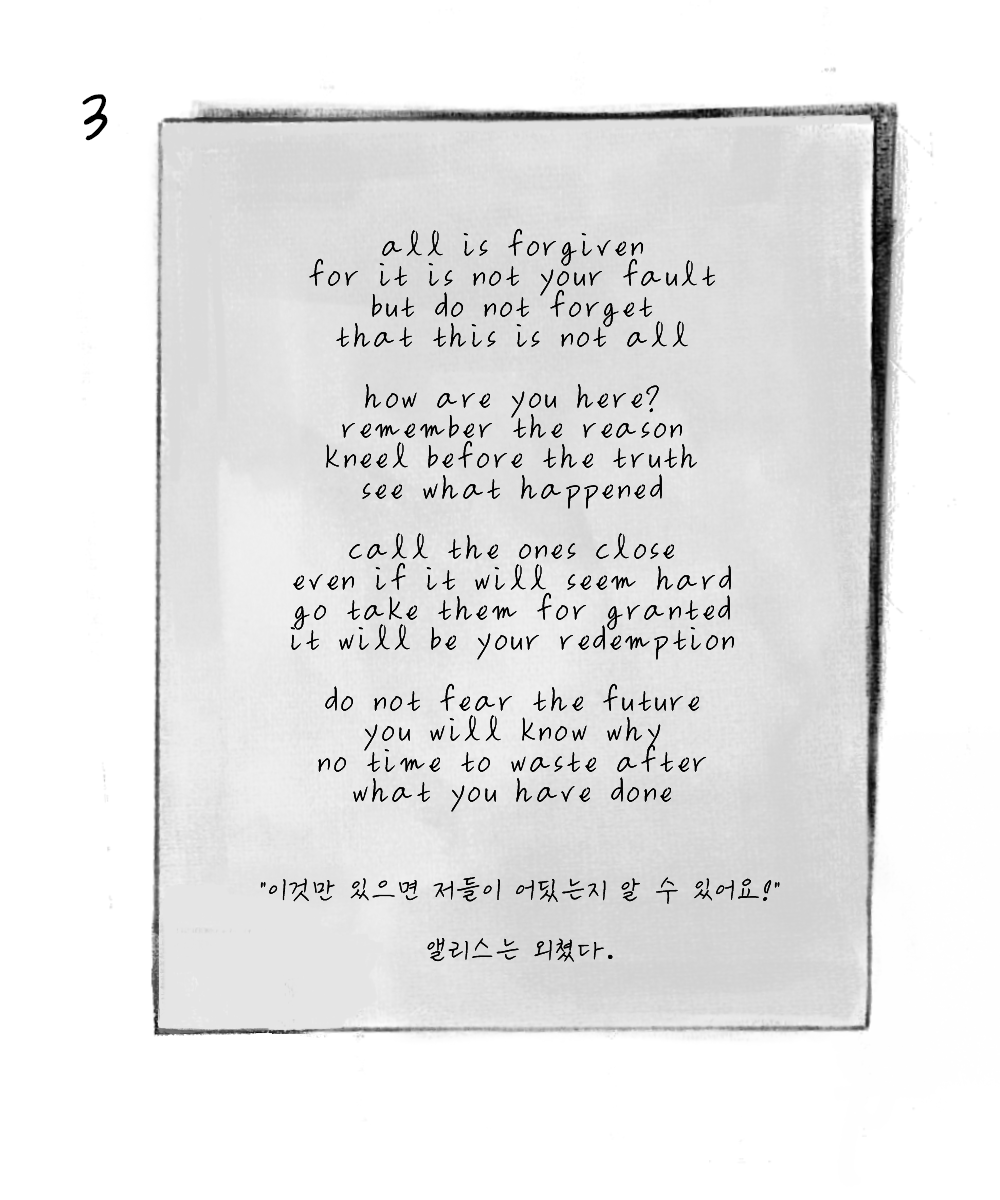 3
all is forgiven
for it is not your fault
but do not forget
that this is not all
how are you here?
remember the reason
kneel before the truth
see what happened
call the ones close
even if it will seem hard
go take them for granted
it will be your redemption
do not fear the future
you will know why
no time to waste after
what you have done
"이것만 있으면 저들이 어딨는지 알 수 있어요!"
앨리스는 외쳤다.